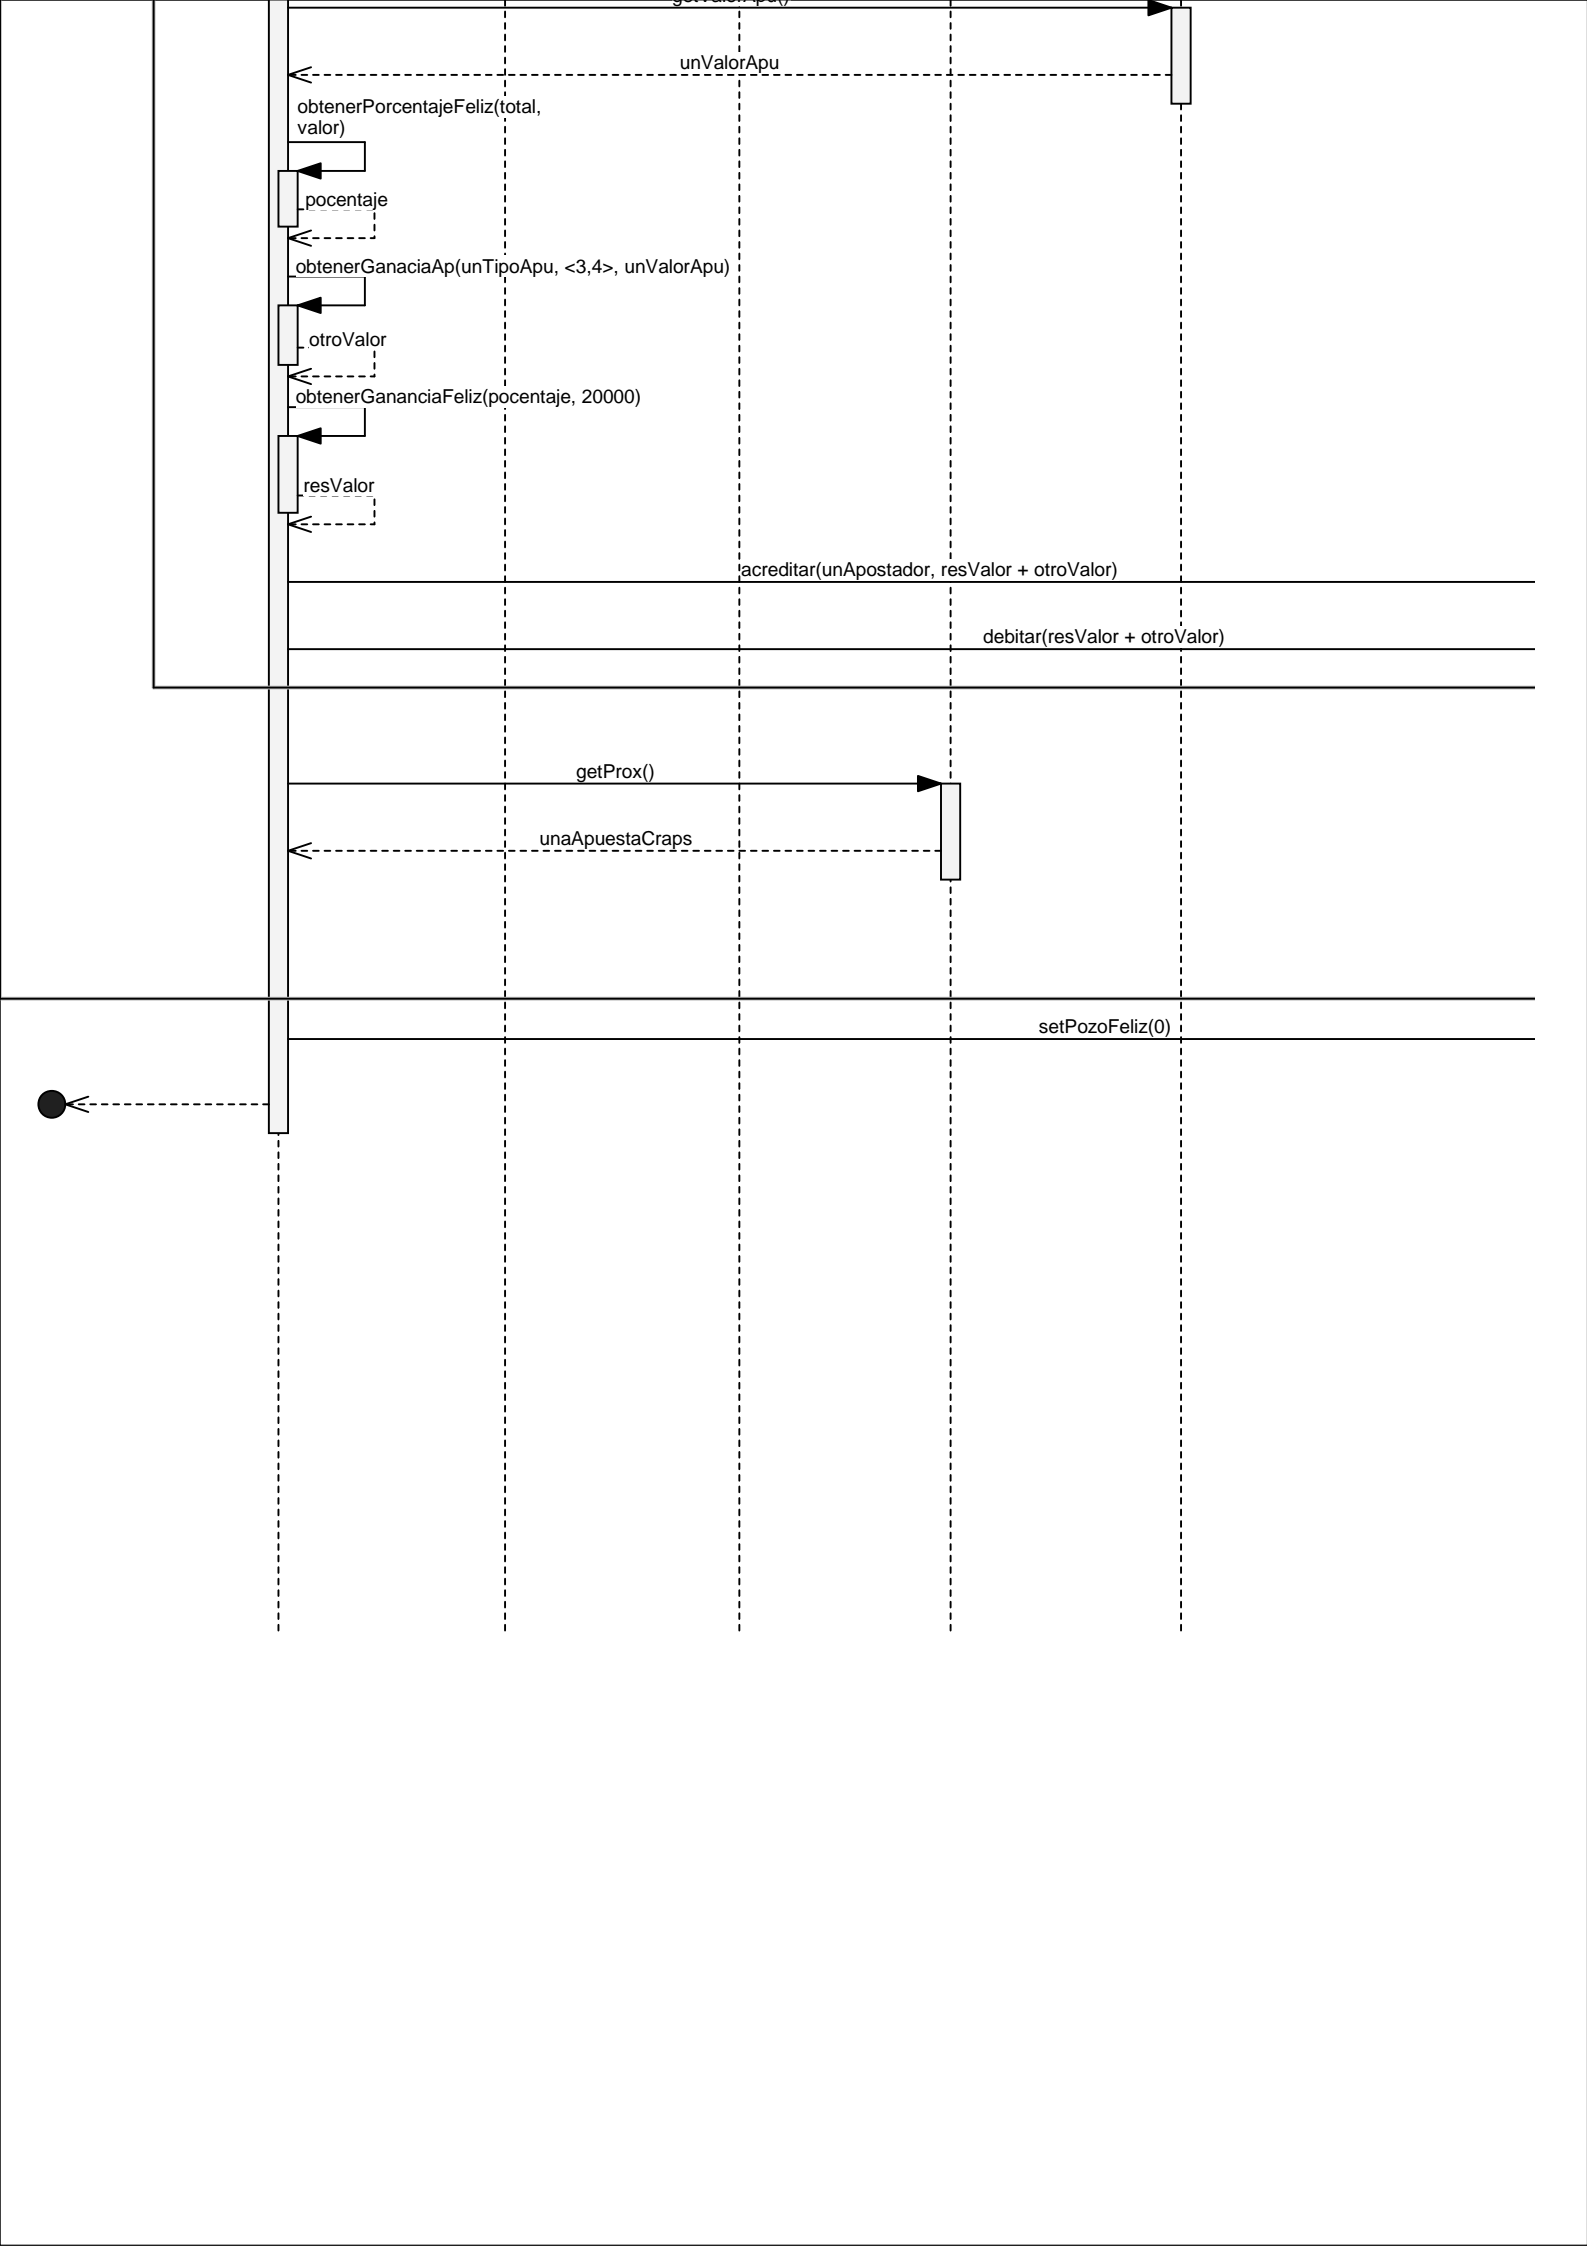 unValorApu
obtenerPorcentajeFeliz(total,
valor)
pocentaje
obtenerGanaciaAp(unTipoApu, <3,4>, unValorApu)
otroValor
obtenerGananciaFeliz(pocentaje, 20000)
resValor
acreditar(unApostador, resValor + otroValor)
debitar(resValor + otroValor)
getProx()
unaApuestaCraps
setPozoFeliz(0)